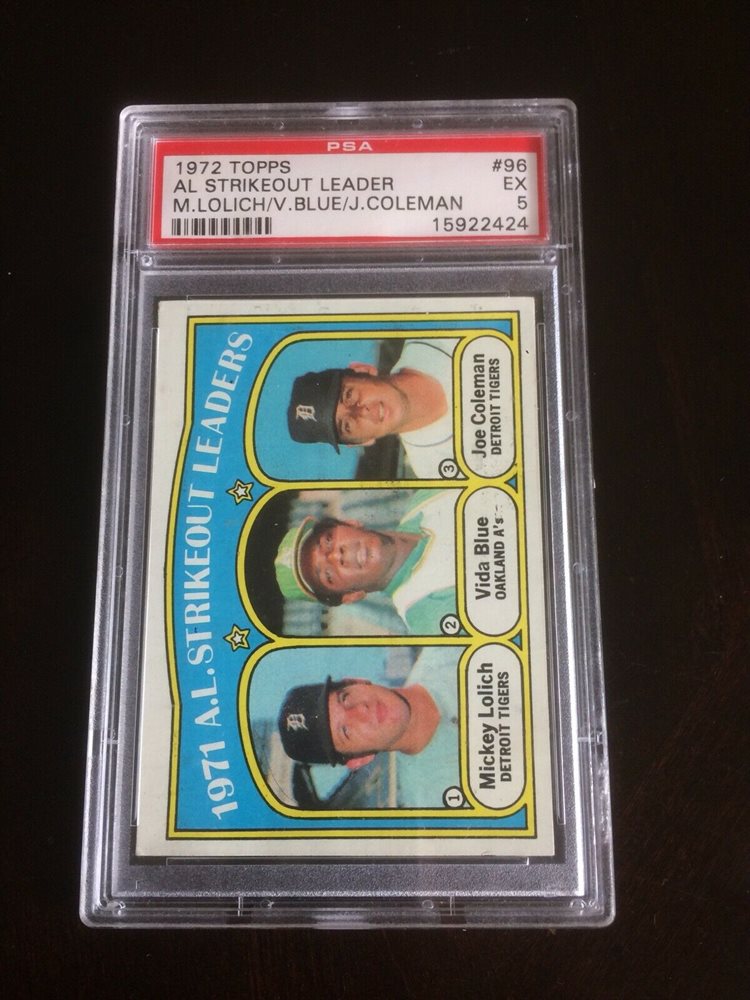 PSA
1972 TOPPS #96
AL STRIKEOUT LEADER EX
M.LOLICH/V.BLUE/J.COLEMAN 5
15922424
1971 A.L. STRIKEOUT LEADERS
1
Mickey Lolich
DETROIT TIGERS
2
Vida Blue
OAKLAND A's
3
Joe Coleman
DETROIT TIGERS